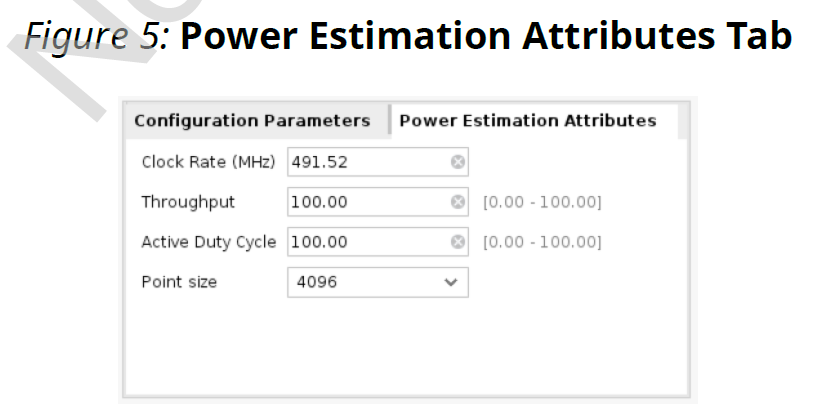 Figure 5: Power Estimation Attributes Tab
Configuration Parameters Power Estimation Attributes
Clock Rate (MHz) 491.52
Throughput 100.00 [0.00 - 100.00]
Active Duty Cycle 100.00 [0.00 - 100.00]
Point size 4096